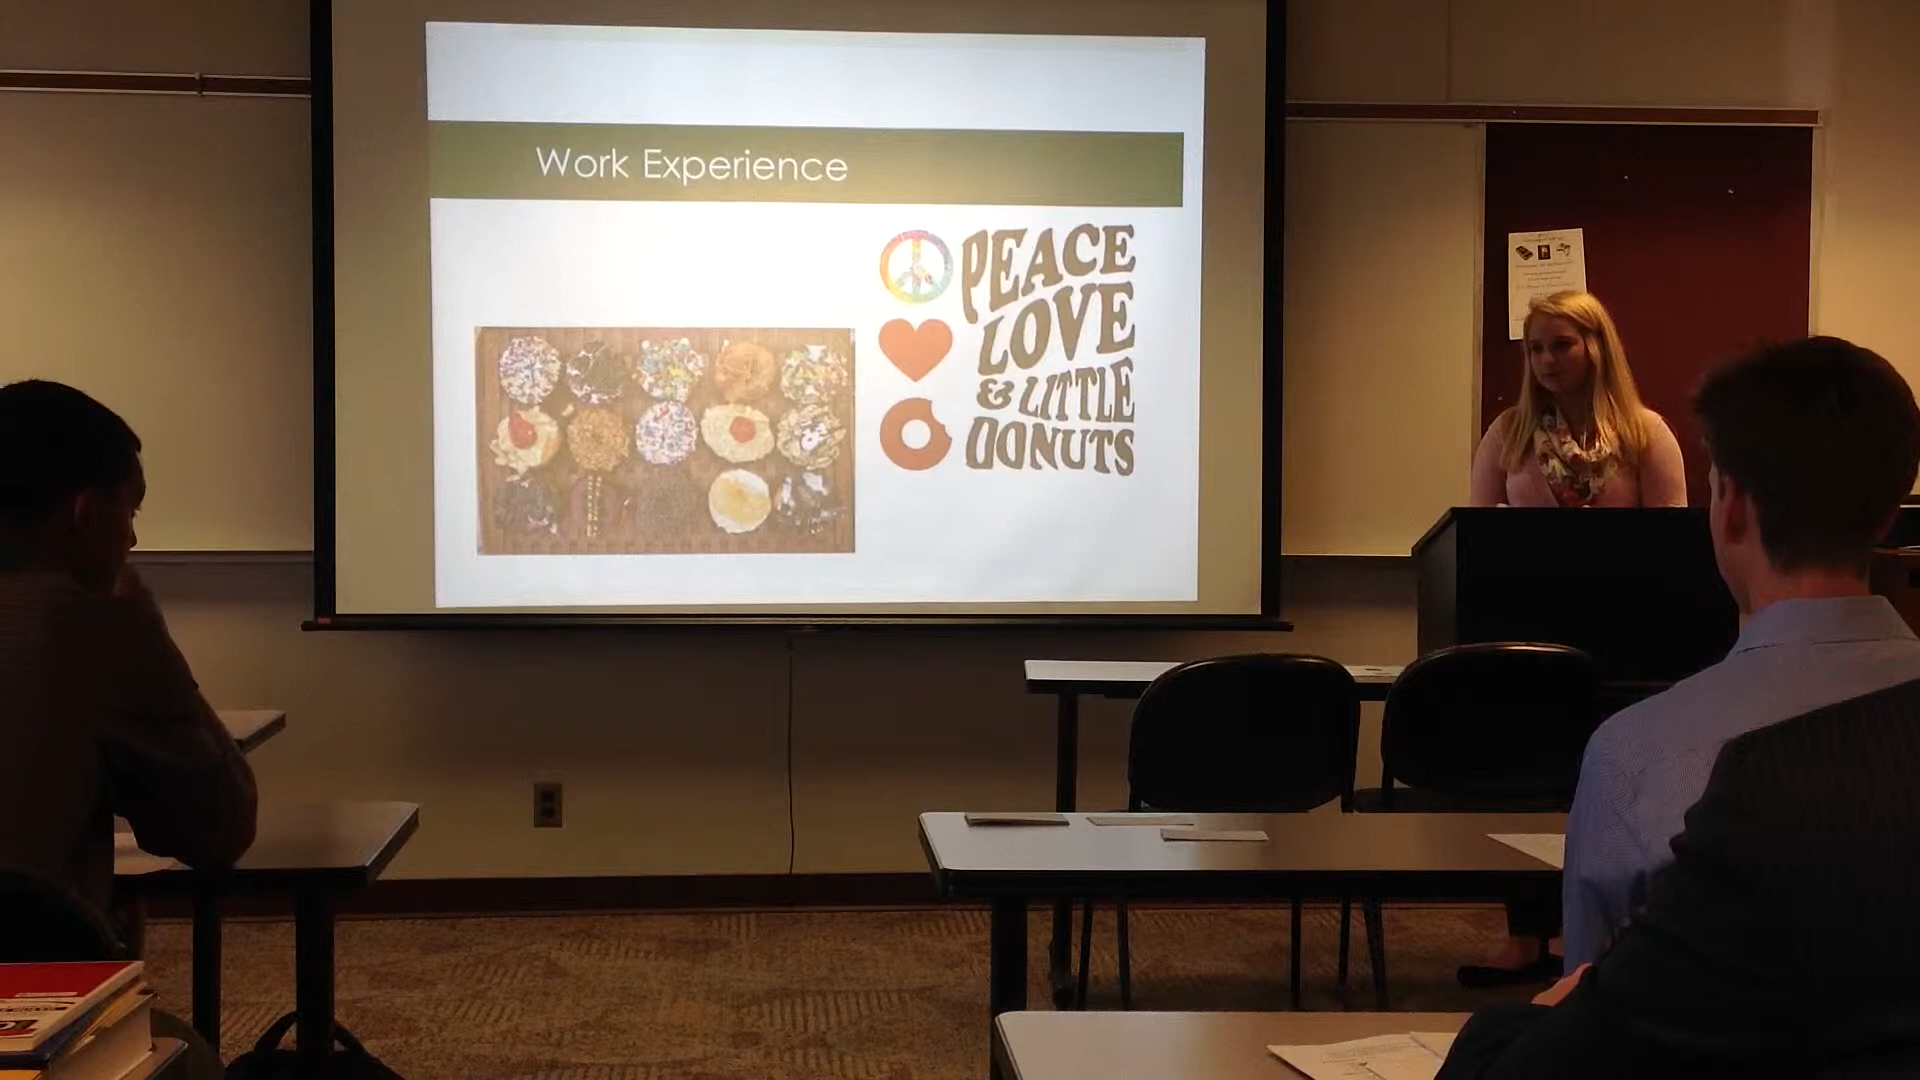 Work Experience
PEACE
LOVE
& LITTLE
DONUTS